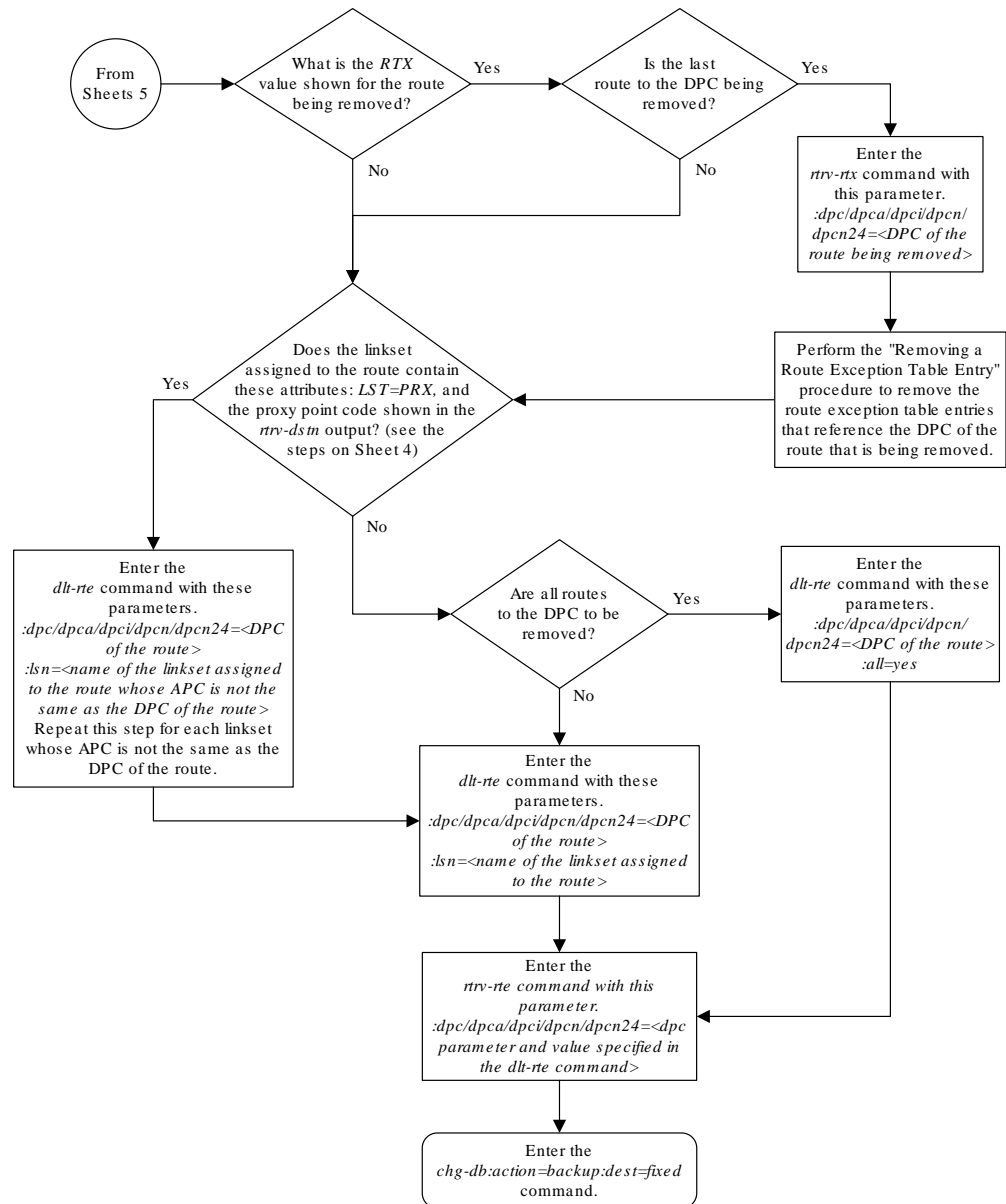 From
Sheets 5
What is the RTX
value shown for the route
being removed?
Yes
Is the last
route to the DPC being
removed?
Yes
No
No
Enter the
rtrv-rtx command with
this parameter.
:dpc/dpca/dpci/dpcn/
dpcn24=<DPC of the
route being removed>
Does the linkset
assigned to the route contain
these attributes: LST=PRX, and
the proxy point code shown in the
rtrv-dstn output? (see the
steps on Sheet 4)
Yes
No
Perform the "Removing a
Route Exception Table Entry"
procedure to remove the
route exception table entries
that reference the DPC of the
route that is being removed.
Enter the
dlt-rte command with these
parameters.
:dpc/dpca/dpci/dpcn/dpcn24=<DPC
of the route>
:lsn=<name of the linkset assigned
to the route whose APC is not the
same as the DPC of the route>
Repeat this step for each linkset
whose APC is not the same as the
DPC of the route.
Are all routes
to the DPC to be
removed?
Yes
No
Enter the
dlt-rte command with these
parameters.
:dpc/dpca/dpci/dpcn/
dpcn24=<DPC of the route>
:all=yes
Enter the
dlt-rte command with these
parameters.
:dpc/dpca/dpci/dpcn/dpcn24=<DPC
of the route>
:lsn=<name of the linkset assigned
to the route>
Enter the
rtrv-rte command with this
parameter.
:dpc/dpca/dpci/dpcn/dpcn24=<dpc
parameter and value specified in
the dlt-rte command>
Enter the
chg-db:action=backup:dest=fixed
command.